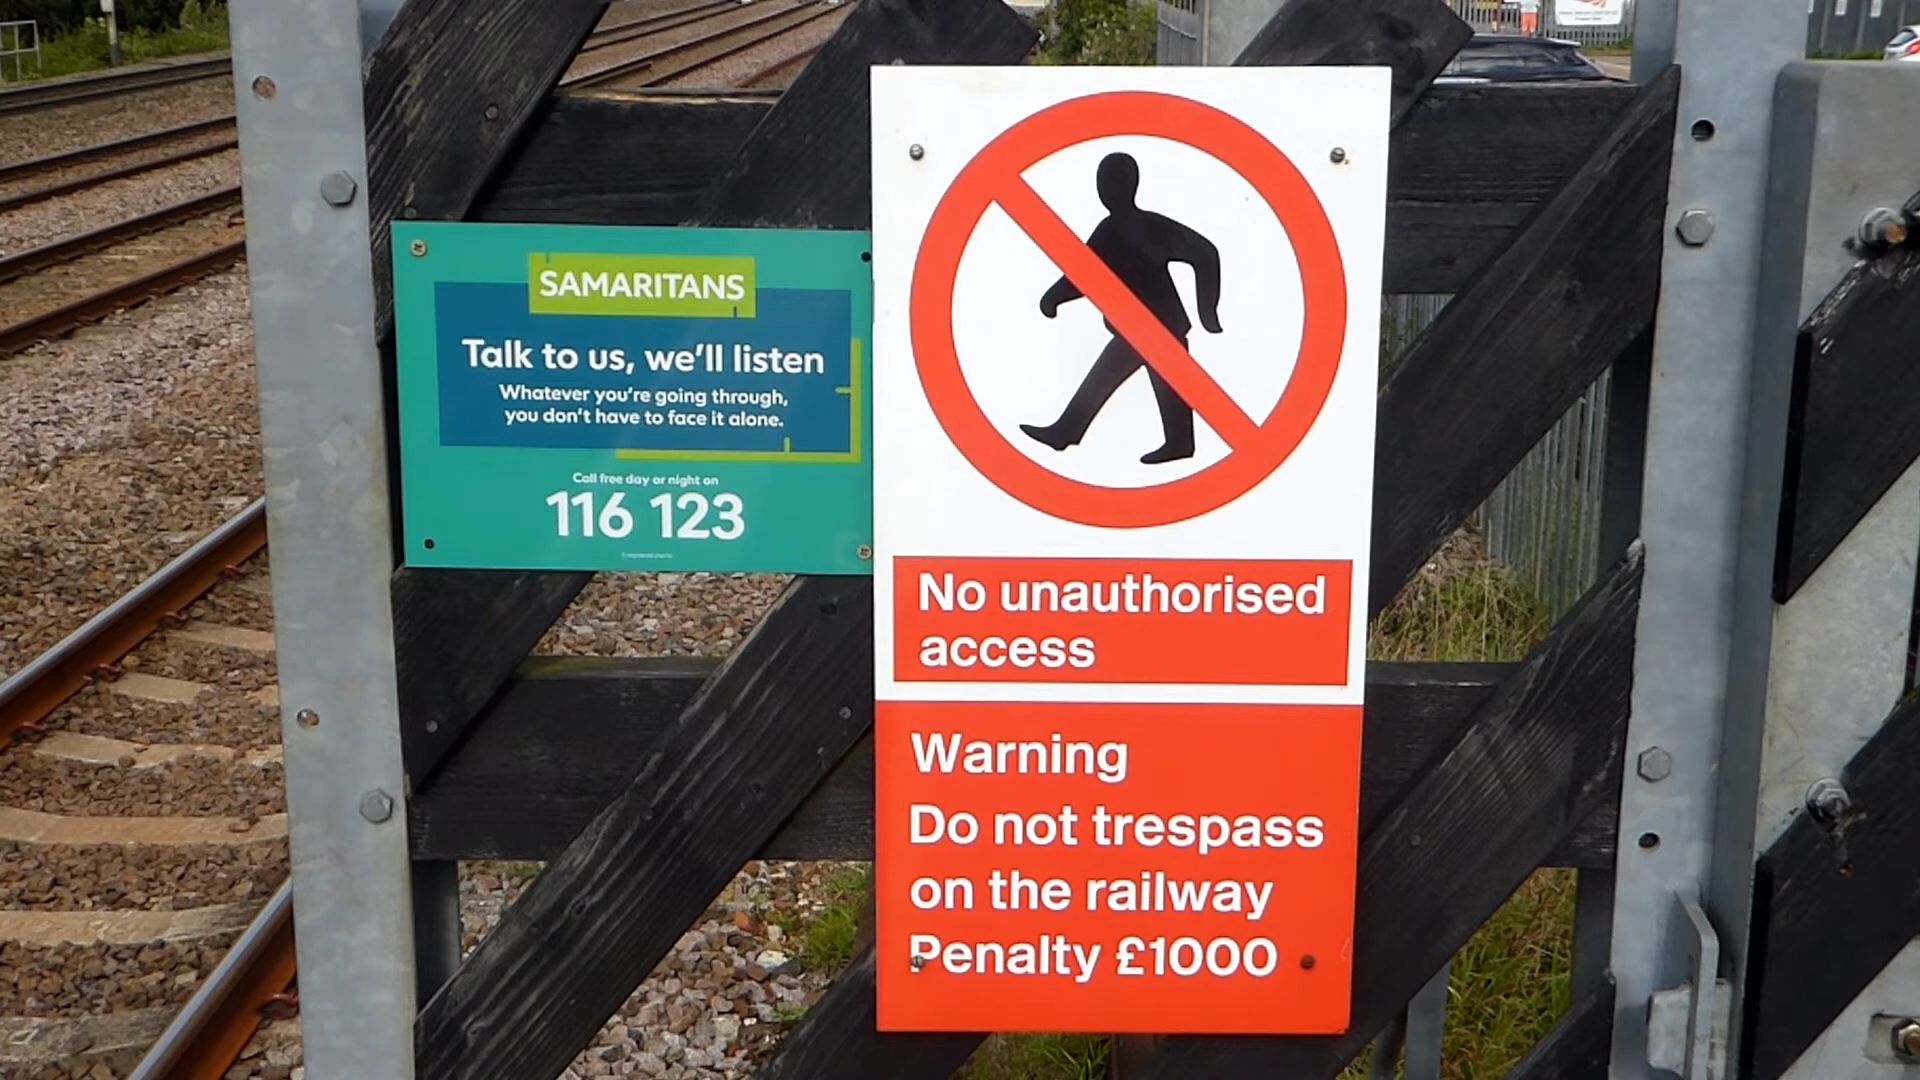 SAMARITANS
Talk to us, we'll listen
Whatever you're going through,
you don't have to face it alone.
Call free day or night on
116 123
No unauthorised
access
Warning
Do not trespass
on the railway
Penalty £1000